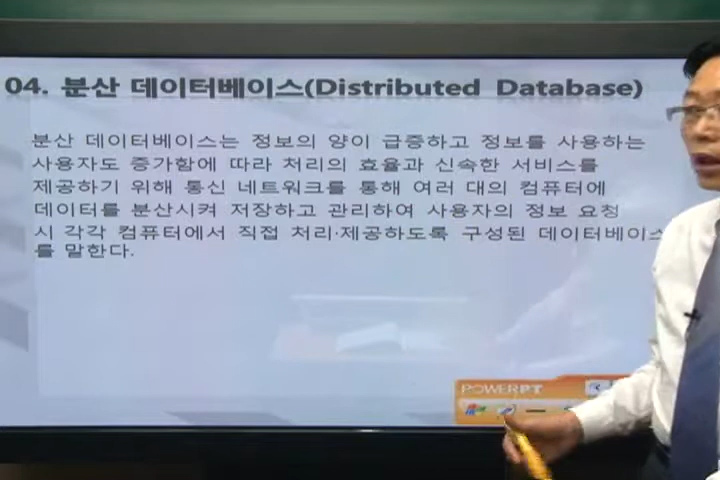 04. 분산 데이터베이스(Distributed Database)
분산 데이터베이스는 정보의 양이 급증하고 정보를 사용하는
사용자도 증가함에 따라 처리의 효율과 신속한 서비스를
제공하기 위해 통신 네트워크를 통해 여러 대의 컴퓨터에
데이터를 분산시켜 저장하고 관리하여 사용자의 정보 요청
시 각각 컴퓨터에서 직접 처리·제공하도록 구성된 데이터베이스
를 말한다.
POWERPT